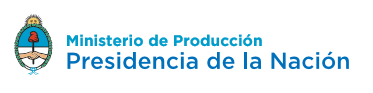 Ministerio de Producción
Presidencia de la Nación